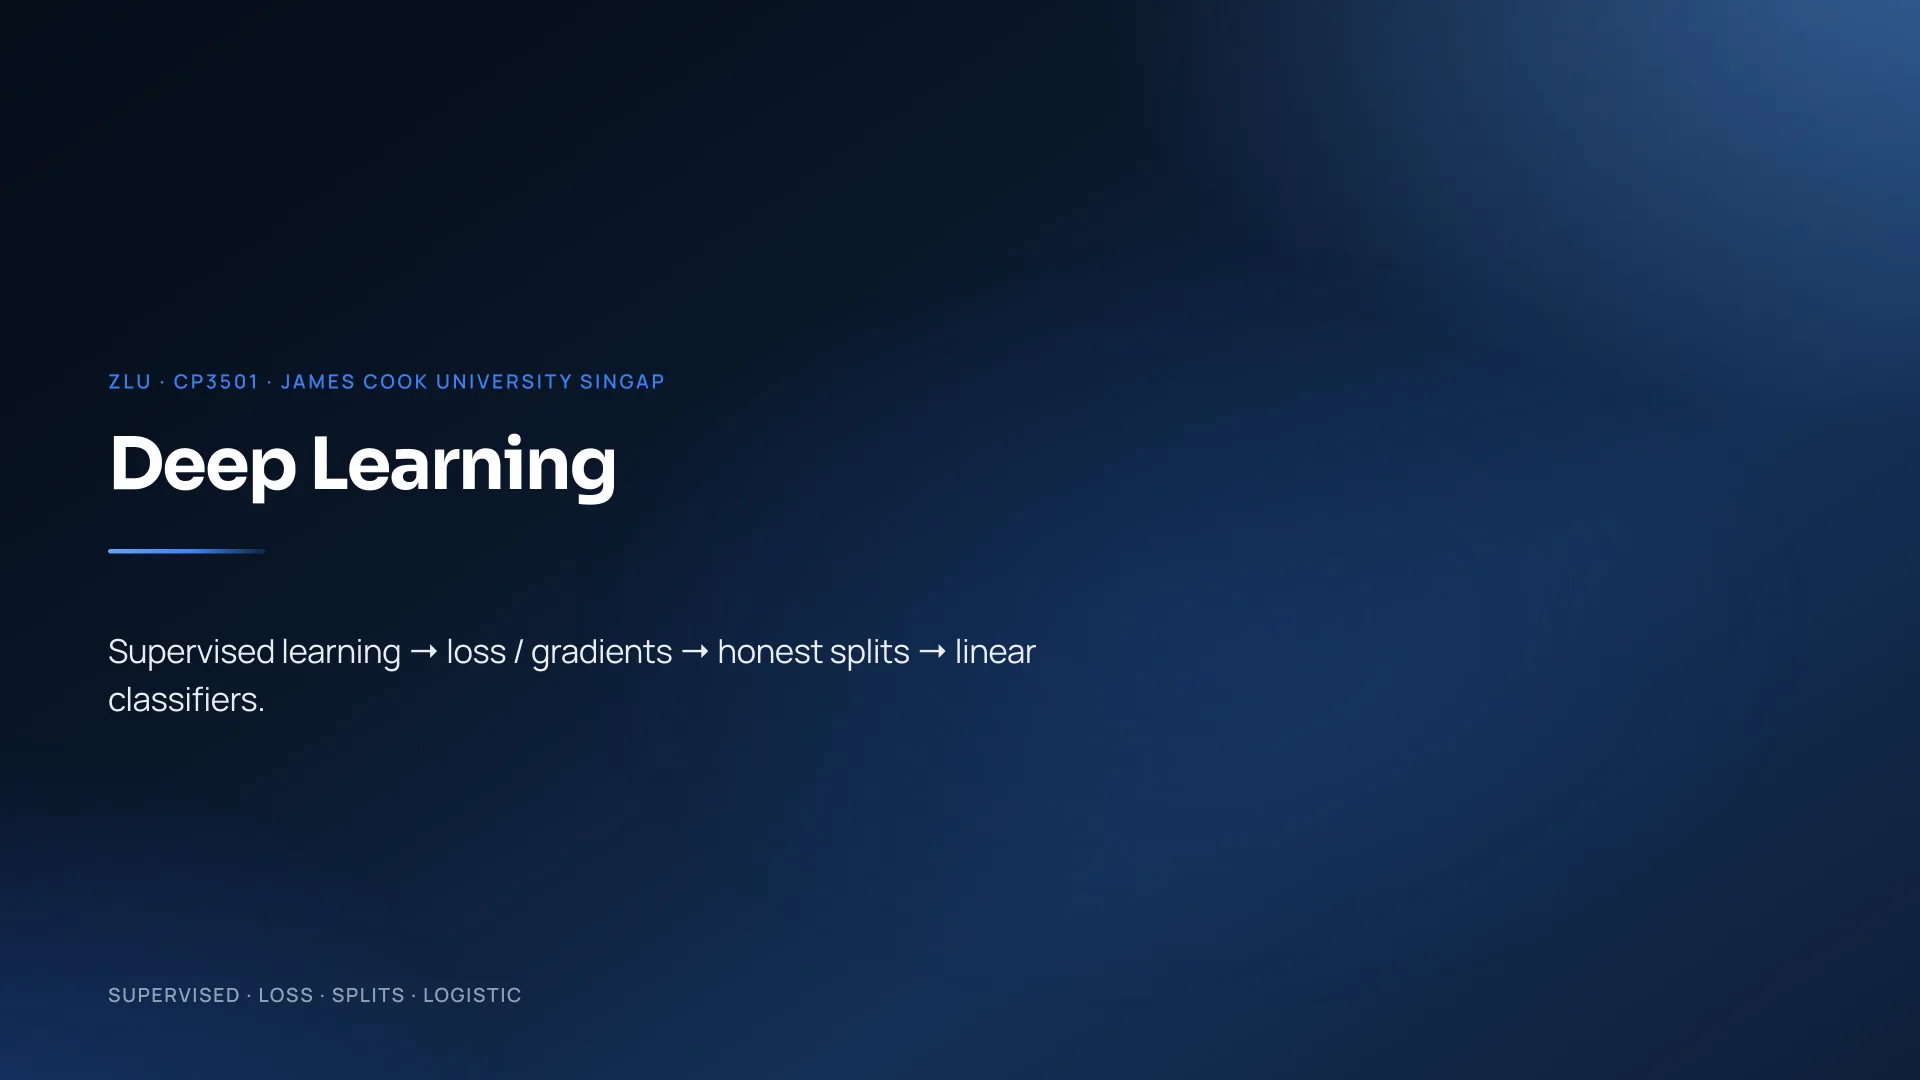 ZLU · CP3501 · JAMES COOK UNIVERSITY SINGAP
Deep Learning
Supervised learning → loss / gradients → honest splits → linear
classifiers.
SUPERVISED · LOSS · SPLITS · LOGISTIC